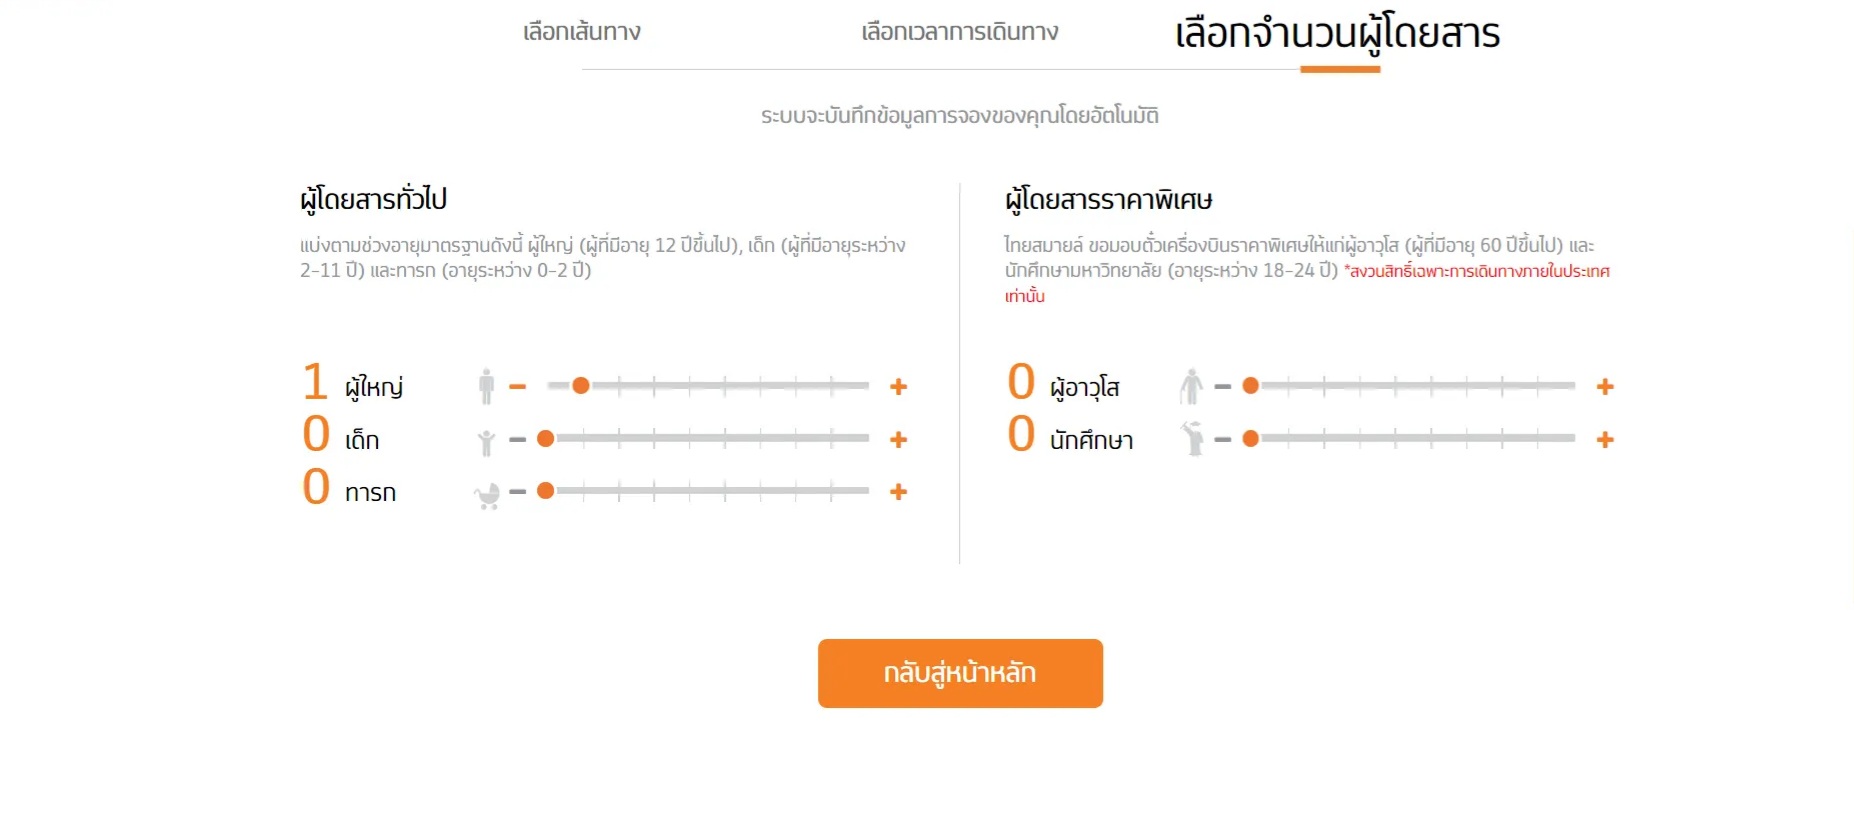 เลือกเส้นทาง
เลือกเวลาการเดินทาง
เลือกจำนวนผู้โดยสาร
ระบบจะบันทึกข้อมูลการจองของคุณโดยอัตโนมัติ
ผู้โดยสารทั่วไป
แบ่งตามช่วงอายุมาตรฐานดังนี้ ผู้ใหญ่ (ผู้ที่มีอายุ 12 ปีขึ้นไป), เด็ก (ผู้ที่มีอายุระหว่าง
2-11 ปี) และทารก (อายุระหว่าง 0-2 ปี)
1 ผู้ใหญ่
0 เด็ก
0 ทารก
ผู้โดยสารราคาพิเศษ
ไทยสมายล์ ขอมอบตั๋วเครื่องบินราคาพิเศษให้แก่ผู้อาวุโส (ผู้ที่มีอายุ 60 ปีขึ้นไป) และ
นักศึกษามหาวิทยาลัย (อายุระหว่าง 18-24 ปี) *สงวนสิทธิ์เฉพาะการเดินทางภายในประเทศ
เท่านั้น
0 ผู้อาวุโส
0 นักศึกษา
กลับสู่หน้าหลัก